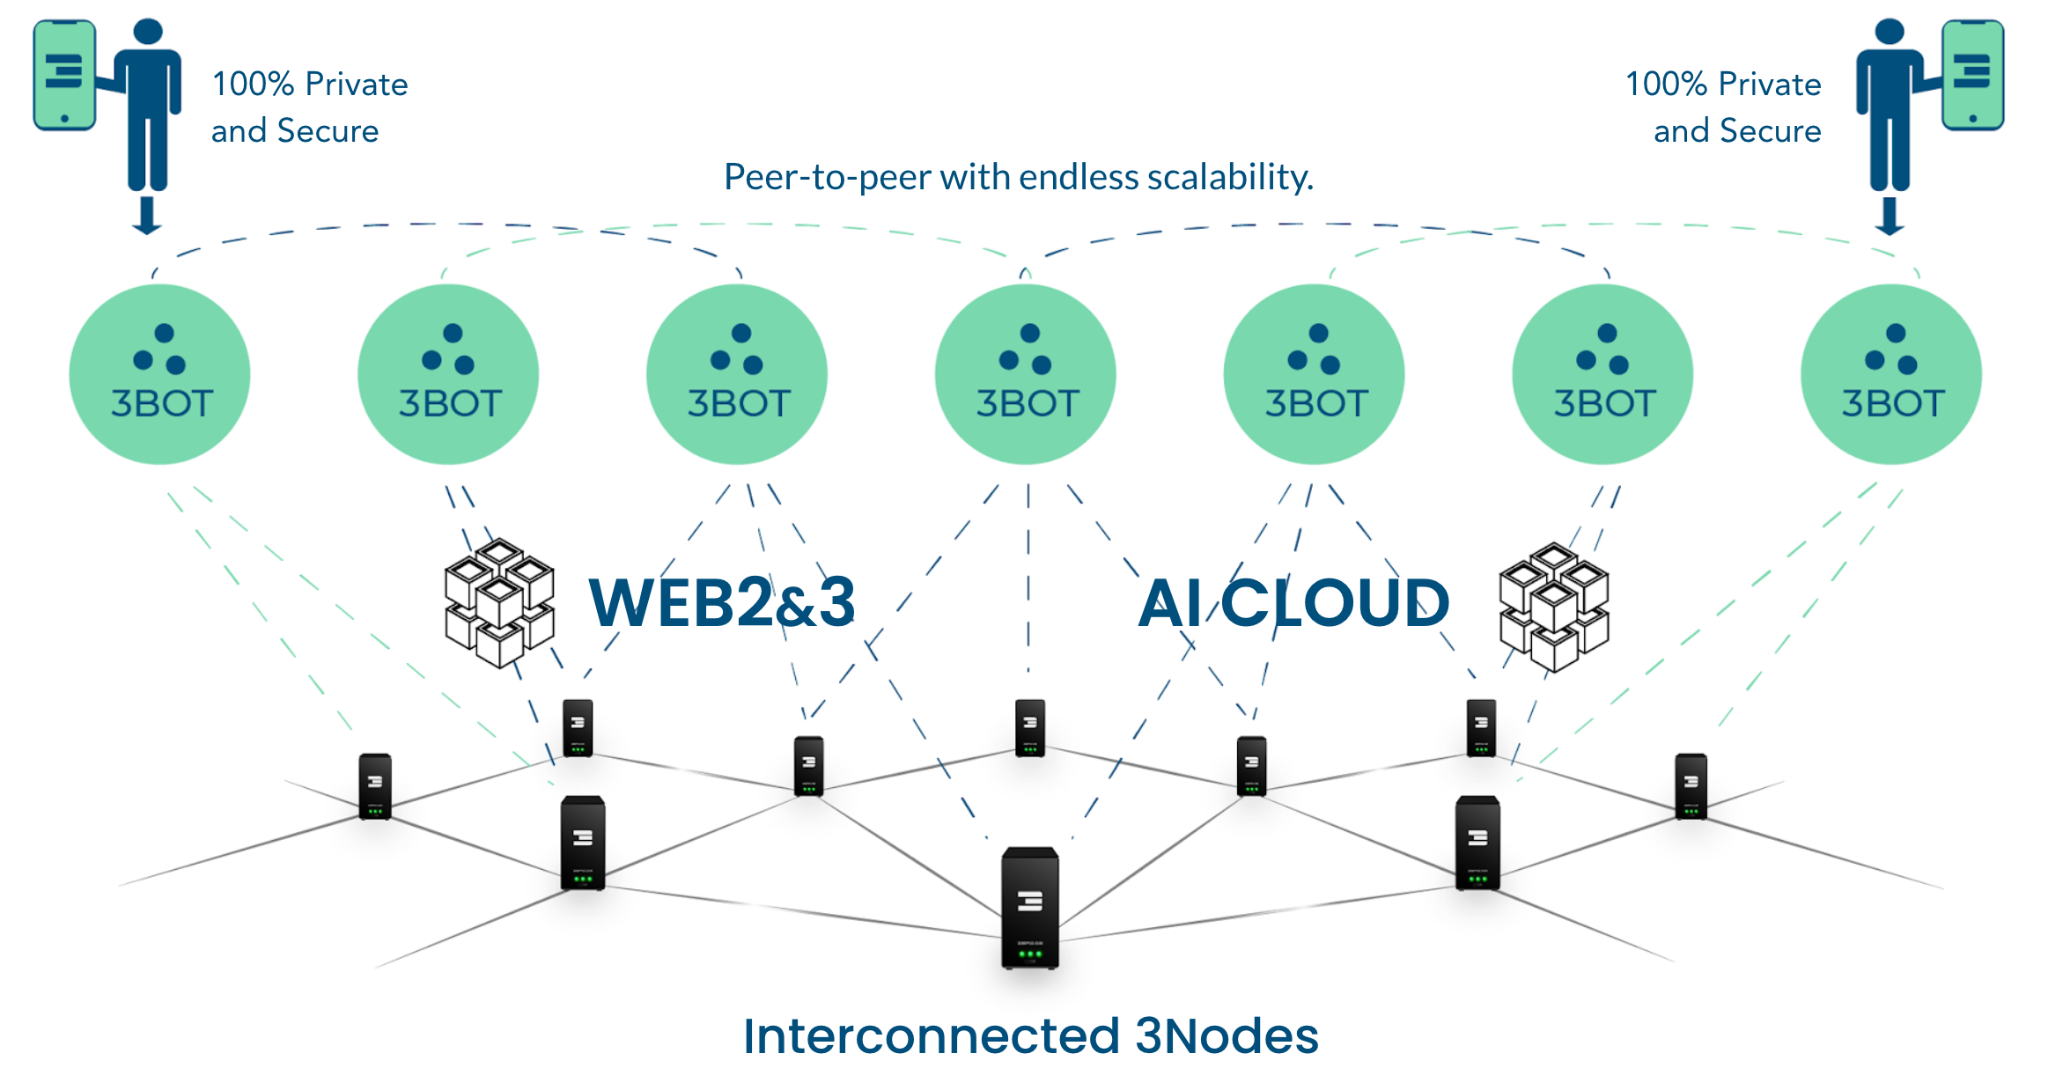 100% Private
and Secure
100% Private
and Secure
Peer-to-peer with endless scalability.
3BOT
3BOT
3BOT
3BOT
3BOT
3BOT
3BOT
WEB2&3
AI CLOUD
Interconnected 3Nodes